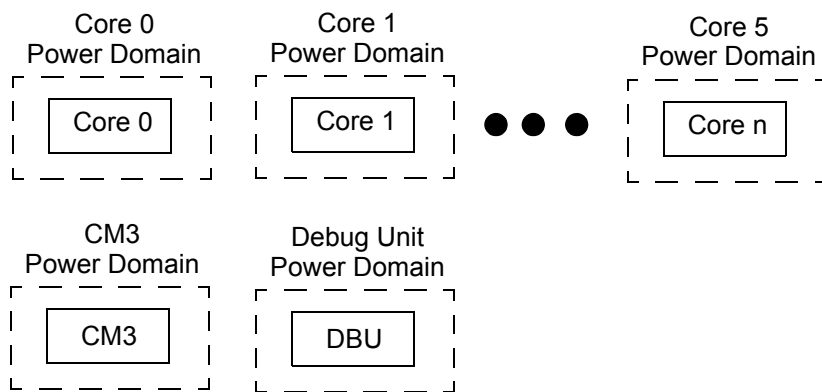 Core 0
Power Domain
Core 0
Core 1
Power Domain
Core 1
Core 5
Power Domain
Core n
CM3
Power Domain
CM3
Debug Unit
Power Domain
DBU